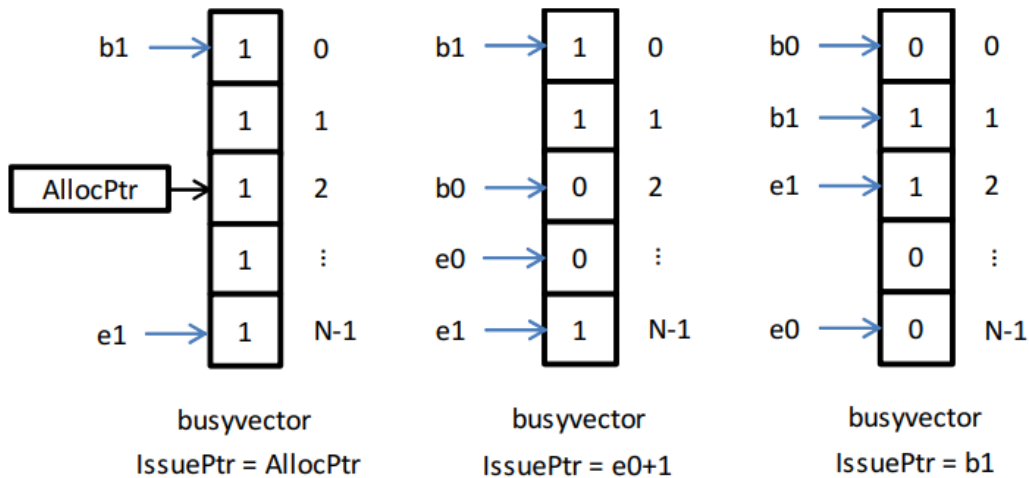 b1 1 0 b1 1 0 b0 0 0
1 1 1 1 b1 1 1
AllocPtr 1 2 b0 0 2 e1 1 2
1 ⋮ e0 0 ⋮ 0 ⋮
e1 1 N-1 e1 1 N-1 e0 0 N-1
busyvector busyvector busyvector
IssuePtr = AllocPtr IssuePtr = e0+1 IssuePtr = b1